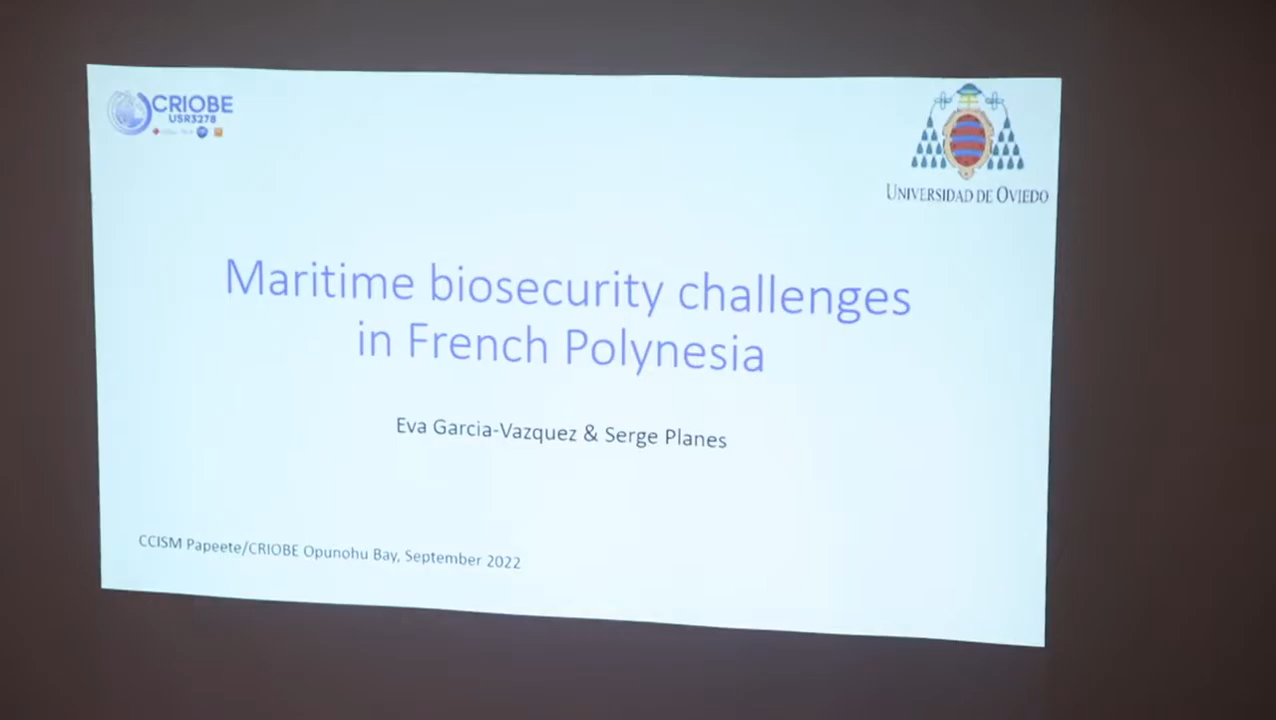 CRIOBE
USR3278
UNIVERSIDAD DE OVIEDO
Maritime biosecurity challenges
in French Polynesia
Eva Garcia-Vazquez & Serge Planes
CCISM Papeete/CRIOBE Opunohu Bay, September 2022